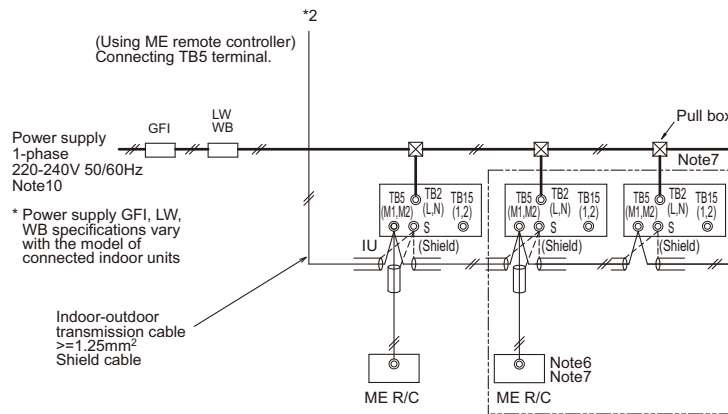 *2
(Using ME remote controller)
Connecting TB5 terminal.
GFI
LW
WB
Pull box
Power supply
1-phase
220-240V 50/60Hz
Note10
Note7
* Power supply GFI, LW,
WB specifications vary
with the model of
connected indoor units
TB5
(M1,M2)
TB2
(L,N)
TB15
(1,2)
S
(Shield)
IU
TB5
(M1,M2)
TB2
(L,N)
TB15
(1,2)
S
(Shield)
TB5
(M1,M2)
TB2
(L,N)
TB15
(1,2)
S
(Shield)
Indoor-outdoor
transmission cable
>=1.25mm²
Shield cable
ME R/C
Note6
Note7
ME R/C